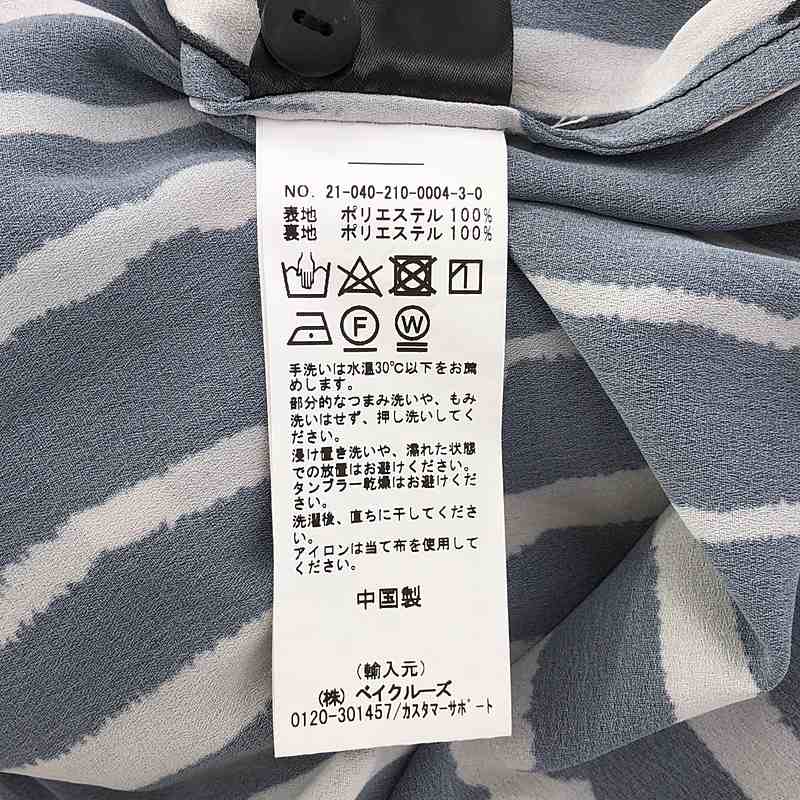 NO. 21-040-210-0004-3-0
表地 ポリエステル 100%
裏地 ポリエステル 100%
F W
手洗いは水温30℃以下をお薦
めします。
部分的なつまみ洗いや、もみ
洗いはせず、押し洗いしてく
ださい。
浸け置き洗いや、濡れた状態
での放置はお避けください。
タンブラー乾燥はお避けくだ
さい。
洗濯後、直ちに干してくださ
い。
アイロンは当て布を使用して
ください。
中国製
(輸入元)
(株) ベイクルーズ
0120-301457/カスタマーサポート